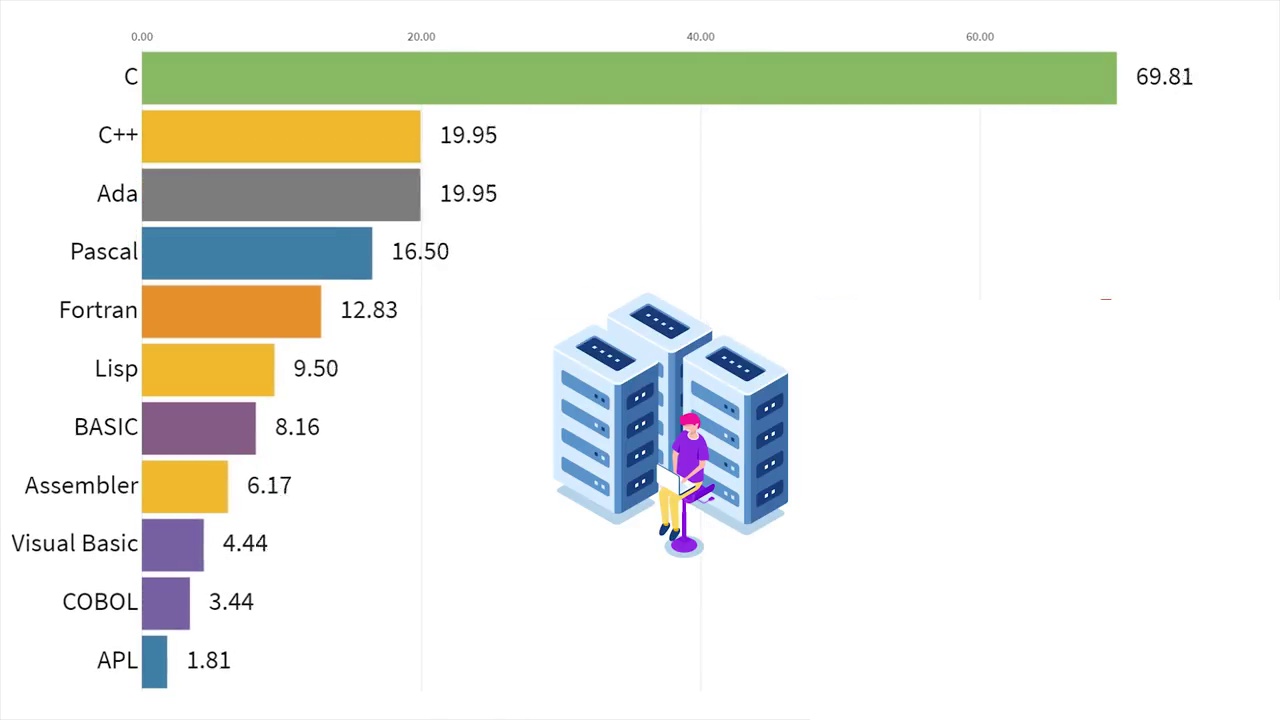 0.00 20.00 40.00 60.00
C 69.81
C++ 19.95
Ada 19.95
Pascal 16.50
Fortran 12.83
Lisp 9.50
BASIC 8.16
Assembler 6.17
Visual Basic 4.44
COBOL 3.44
APL 1.81